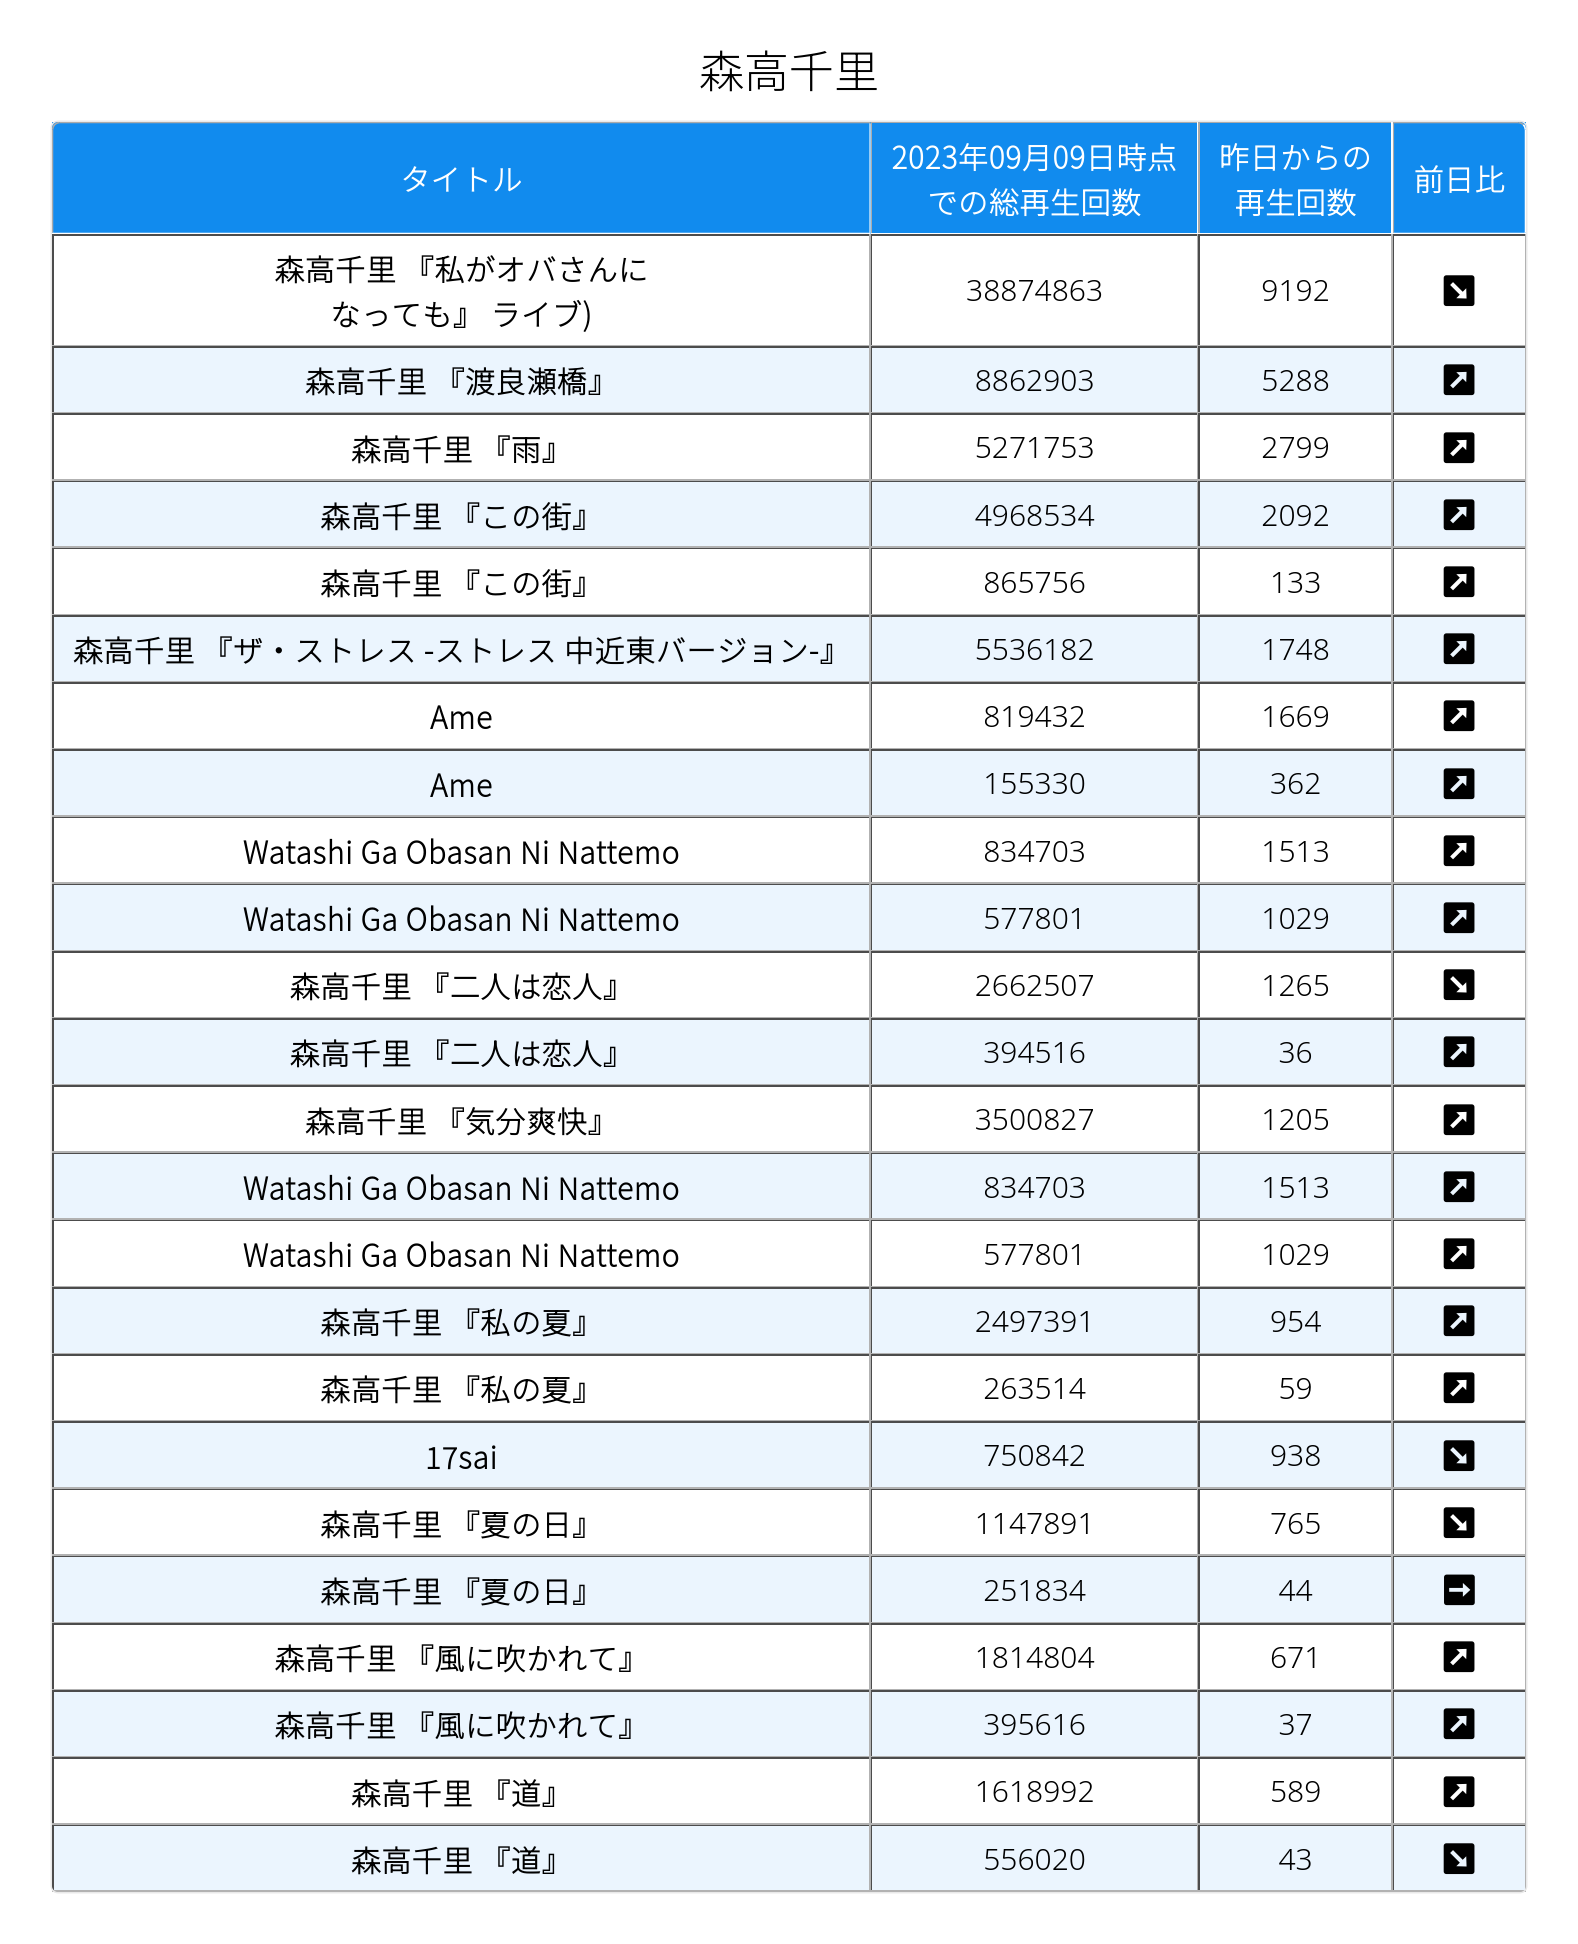 森高千里
タイトル
2023年09月09日時点
での総再生回数
昨日からの
再生回数
前日比
森高千里 『私がオバさんに
なっても』 ライブ)
38874863 9192
森高千里 『渡良瀬橋』 8862903 5288
森高千里 『雨』 5271753 2799
森高千里 『この街』 4968534 2092
森高千里 『この街』 865756 133
森高千里 『ザ・ストレス -ストレス 中近東バージョン-』 5536182 1748
Ame 819432 1669
Ame 155330 362
Watashi Ga Obasan Ni Nattemo 834703 1513
Watashi Ga Obasan Ni Nattemo 577801 1029
森高千里 『二人は恋人』 2662507 1265
森高千里 『二人は恋人』 394516 36
森高千里 『気分爽快』 3500827 1205
Watashi Ga Obasan Ni Nattemo 834703 1513
Watashi Ga Obasan Ni Nattemo 577801 1029
森高千里 『私の夏』 2497391 954
森高千里 『私の夏』 263514 59
17sai 750842 938
森高千里 『夏の日』 1147891 765
森高千里 『夏の日』 251834 44
森高千里 『風に吹かれて』 1814804 671
森高千里 『風に吹かれて』 395616 37
森高千里 『道』 1618992 589
森高千里 『道』 556020 43